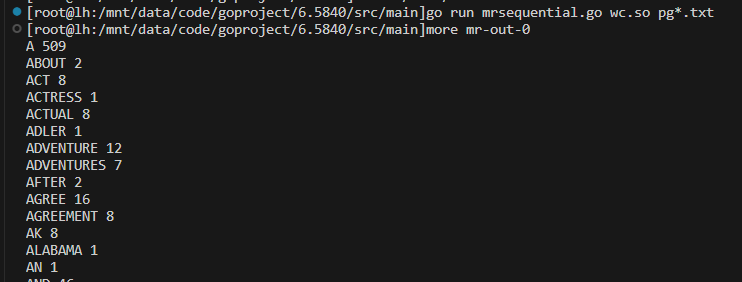 [root@lh:/mnt/data/code/goproject/6.5840/src/main]go run mrsequential.go wc.so pg*.txt
[root@lh:/mnt/data/code/goproject/6.5840/src/main]more mr-out-0
A 509
ABOUT 2
ACT 8
ACTRESS 1
ACTUAL 8
ADLER 1
ADVENTURE 12
ADVENTURES 7
AFTER 2
AGREE 16
AGREEMENT 8
AK 8
ALABAMA 1
AN 1
AND 46